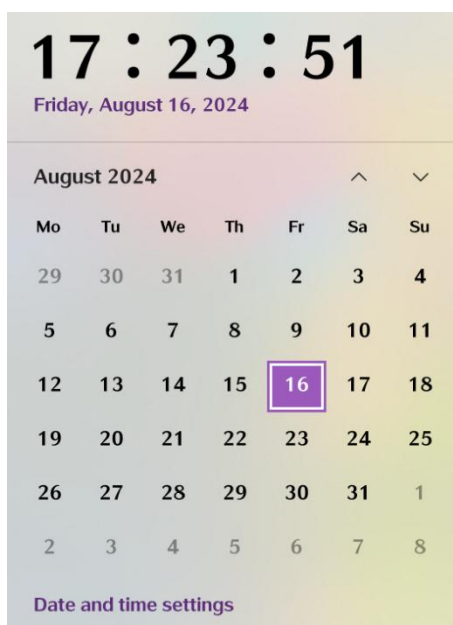 17 : 23 : 51
Friday, August 16, 2024
August 2024
Mo Tu We Th Fr Sa Su
29 30 31 1 2 3 4
5 6 7 8 9 10 11
12 13 14 15 16 17 18
19 20 21 22 23 24 25
26 27 28 29 30 31 1
2 3 4 5 6 7 8
Date and time settings